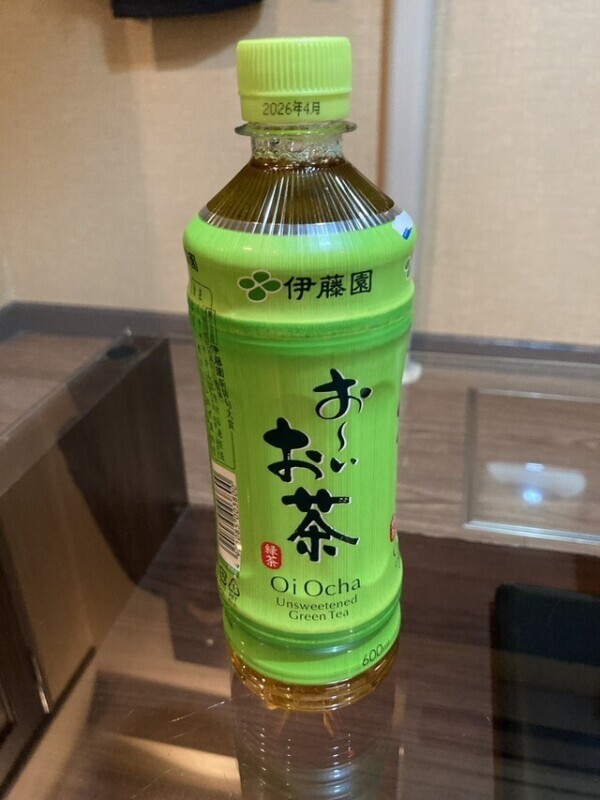 2026年4月
伊藤園
お～い
お茶
緑茶
Oi Ocha
Unsweetened
Green Tea
600